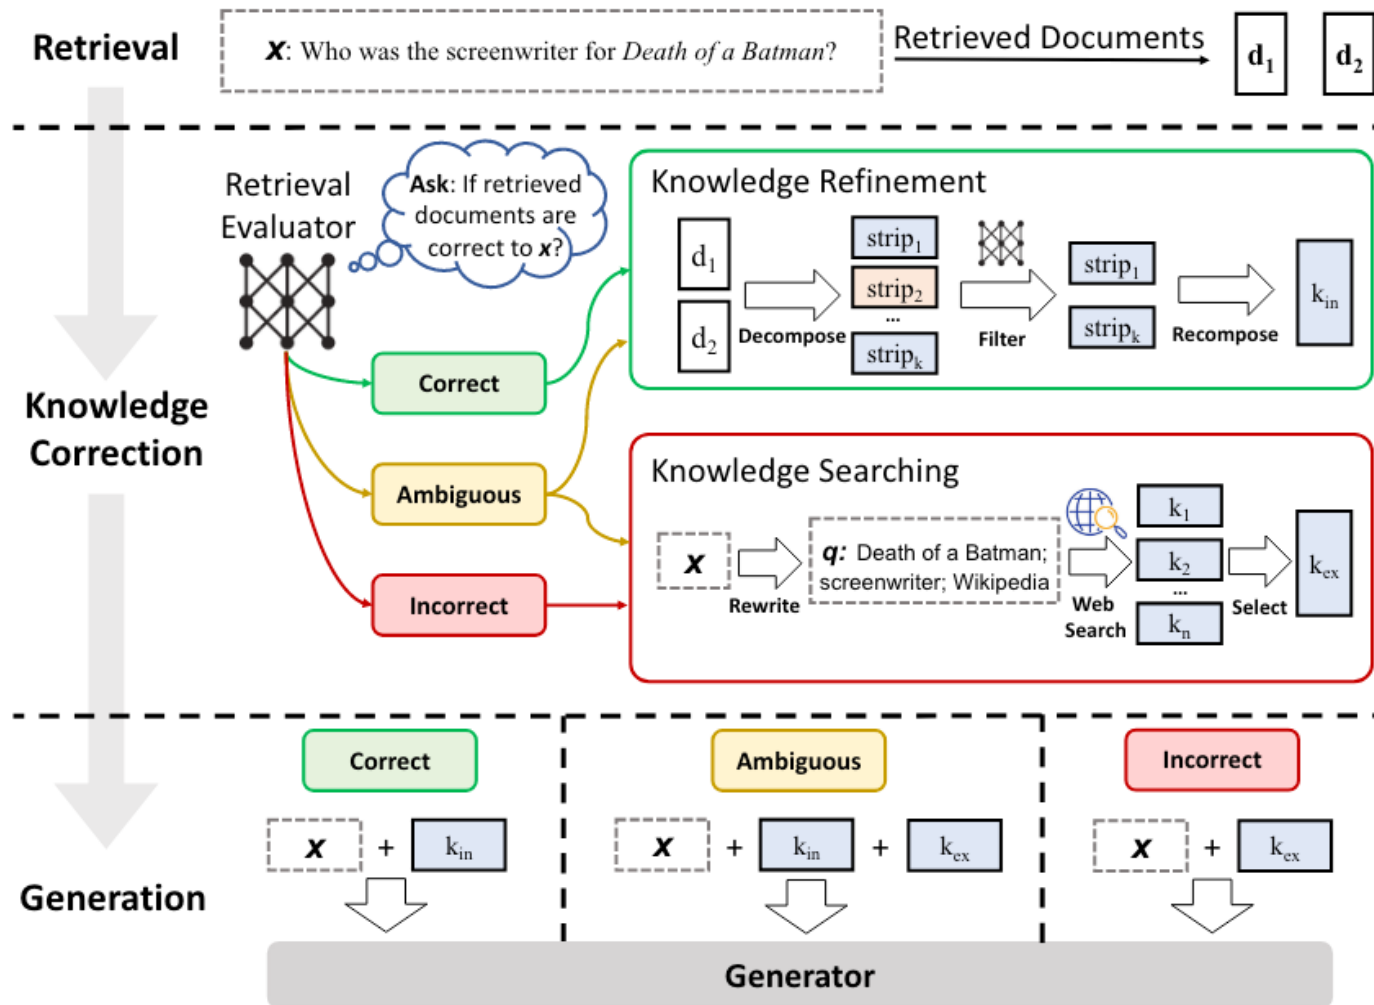 Retrieval
x: Who was the screenwriter for Death of a Batman?
Retrieved Documents
d1
d2
Retrieval
Evaluator
Ask: If retrieved
documents are
correct to x?
Knowledge
Correction
Correct
Ambiguous
Incorrect
Knowledge Refinement
d1
d2
Decompose
strip1
strip2
...
stripk
Filter
strip1
stripk
Recompose
kin
Knowledge Searching
x
Rewrite
q: Death of a Batman;
screenwriter; Wikipedia
Web
Search
k1
k2
...
kn
Select
kex
Generation
Correct
x + kin
Ambiguous
x + kin + kex
Incorrect
x + kex
Generator